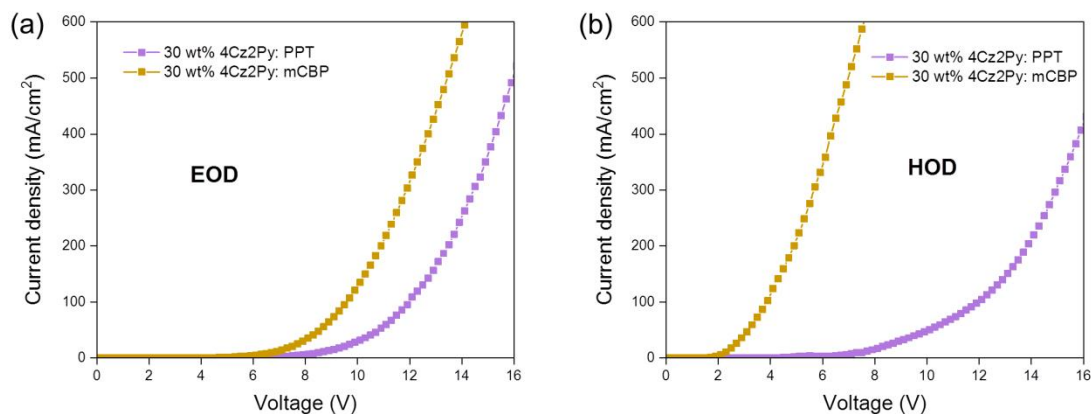 (a)
600
500
400
300
200
100
0
Current density (mA/cm²)
30 wt% 4Cz2Py: PPT
30 wt% 4Cz2Py: mCBP
EOD
0 2 4 6 8 10 12 14 16
Voltage (V)
(b)
600
500
400
300
200
100
0
Current density (mA/cm²)
30 wt% 4Cz2Py: PPT
30 wt% 4Cz2Py: mCBP
HOD
0 2 4 6 8 10 12 14 16
Voltage (V)